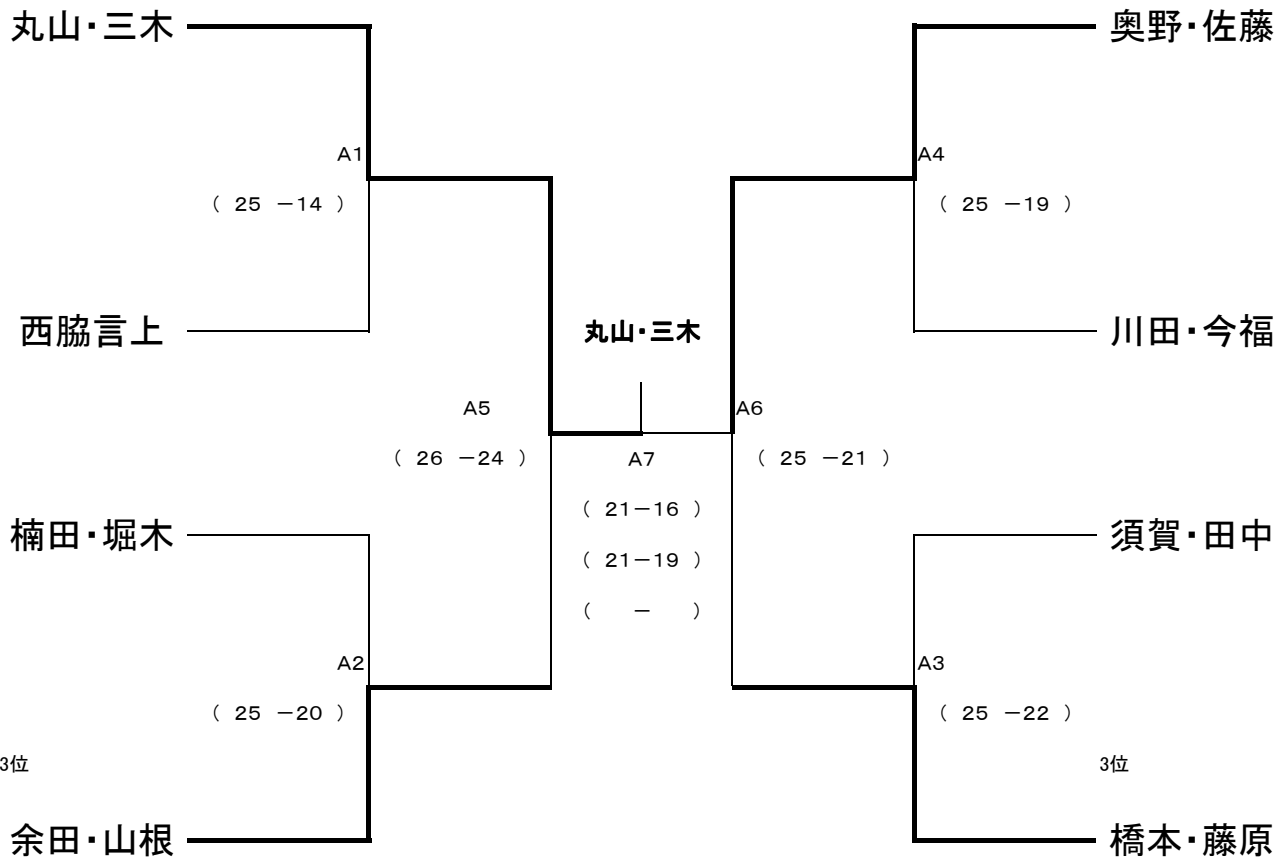 丸山・三木
奥野・佐藤
A1
A4
( 25 －14 )
( 25 －19 )
西脇言上
丸山・三木
川田・今福
A5
A6
( 26 －24 )
A7
( 25 －21 )
( 21－16 )
楠田・堀木
須賀・田中
( 21－19 )
( － )
A2
A3
( 25 －20 )
( 25 －22 )
3位
3位
余田・山根
橋本・藤原